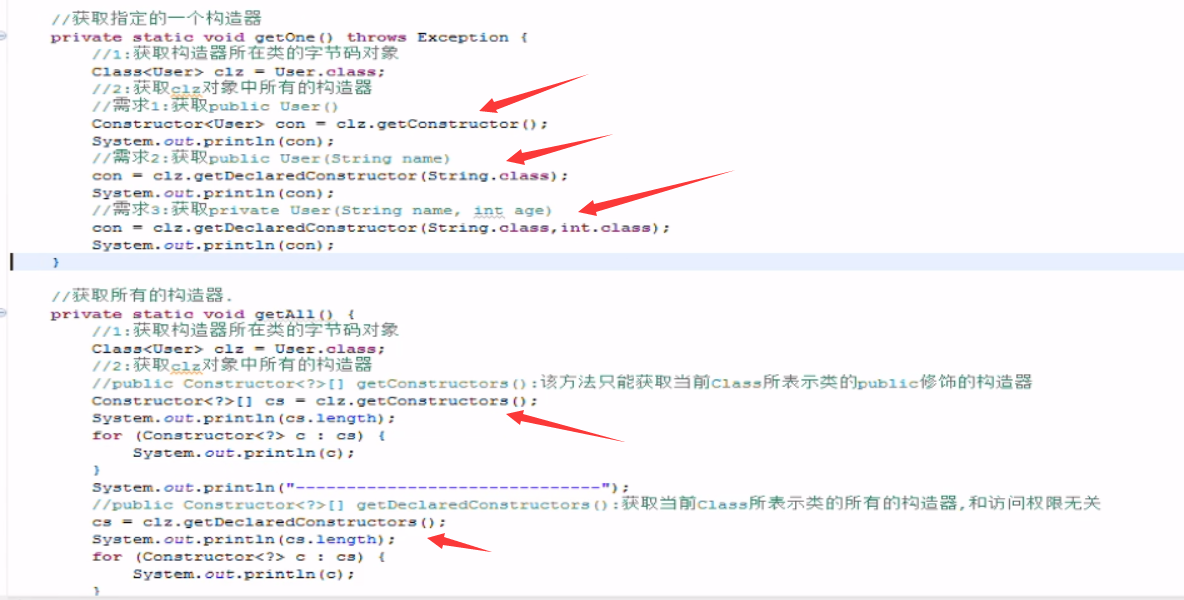 //获取指定的一个构造器
private static void getOne() throws Exception {
//1:获取构造器所在类的字节码对象
Class<User> clz = User.class;
//2:获取clz对象中所有的构造器
//需求1:获取public User()
Constructor<User> con = clz.getConstructor();
System.out.println(con);
//需求2:获取public User(String name)
con = clz.getDeclaredConstructor(String.class);
System.out.println(con);
//需求3:获取private User(String name, int age)
con = clz.getDeclaredConstructor(String.class,int.class);
System.out.println(con);
}
//获取所有的构造器.
private static void getAll() {
//1:获取构造器所在类的字节码对象
Class<User> clz = User.class;
//2:获取clz对象中所有的构造器
//public Constructor<?>[] getConstructors():该方法只能获取当前Class所表示类的public修饰的构造器
Constructor<?>[] cs = clz.getConstructors();
System.out.println(cs.length);
for (Constructor<?> c : cs) {
System.out.println(c);
}
System.out.println("------------------------------");
//public Constructor<?>[] getDeclaredConstructors():获取当前Class所表示类的所有的构造器,和访问权限无关
cs = clz.getDeclaredConstructors();
System.out.println(cs.length);
for (Constructor<?> c : cs) {
System.out.println(c);
}